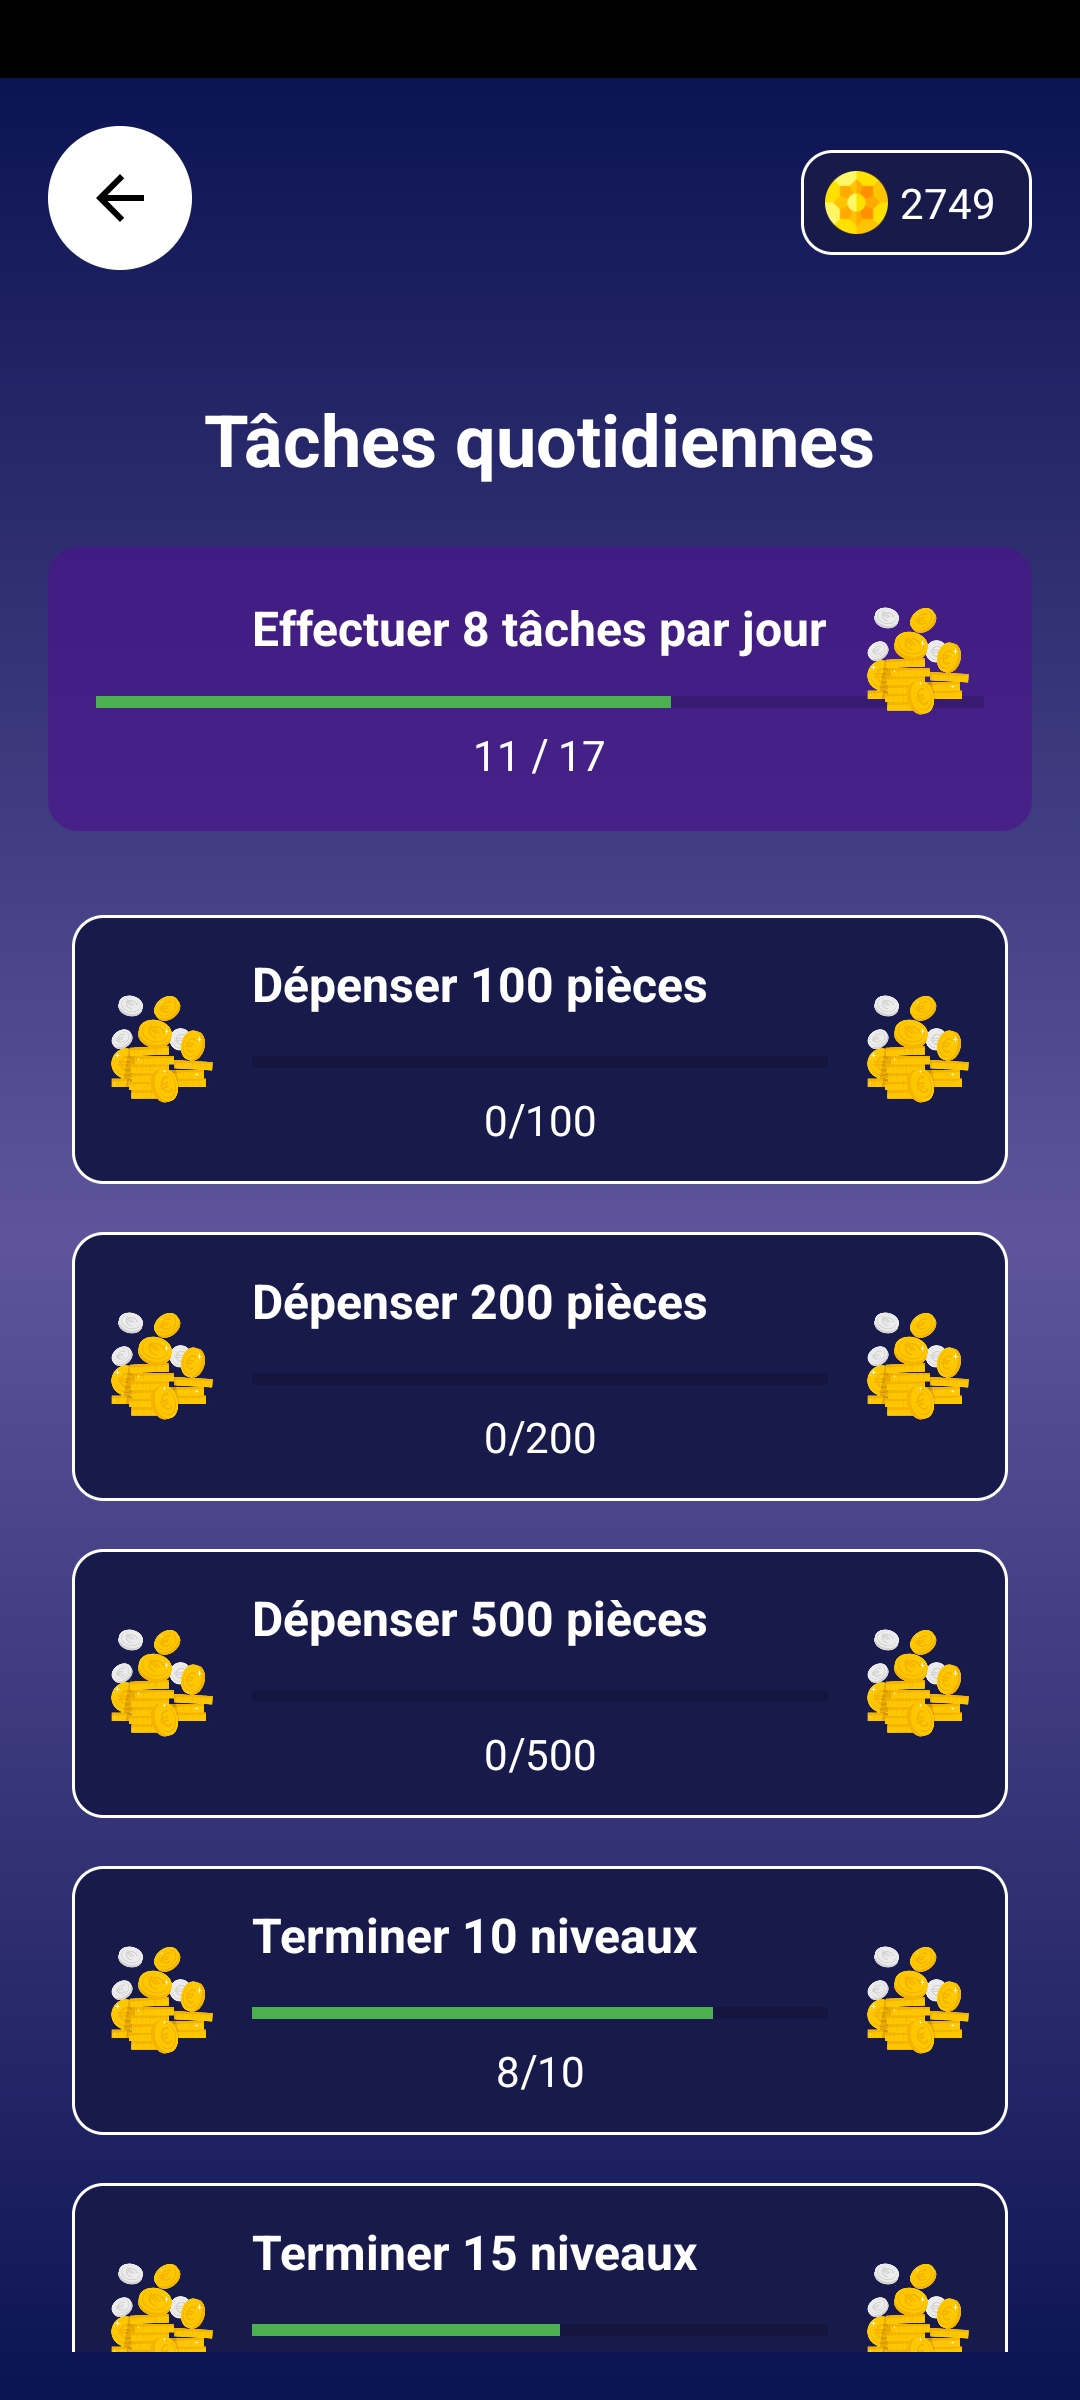 2749
Tâches quotidiennes
Effectuer 8 tâches par jour
11 / 17
Dépenser 100 pièces
0/100
Dépenser 200 pièces
0/200
Dépenser 500 pièces
0/500
Terminer 10 niveaux
8/10
Terminer 15 niveaux